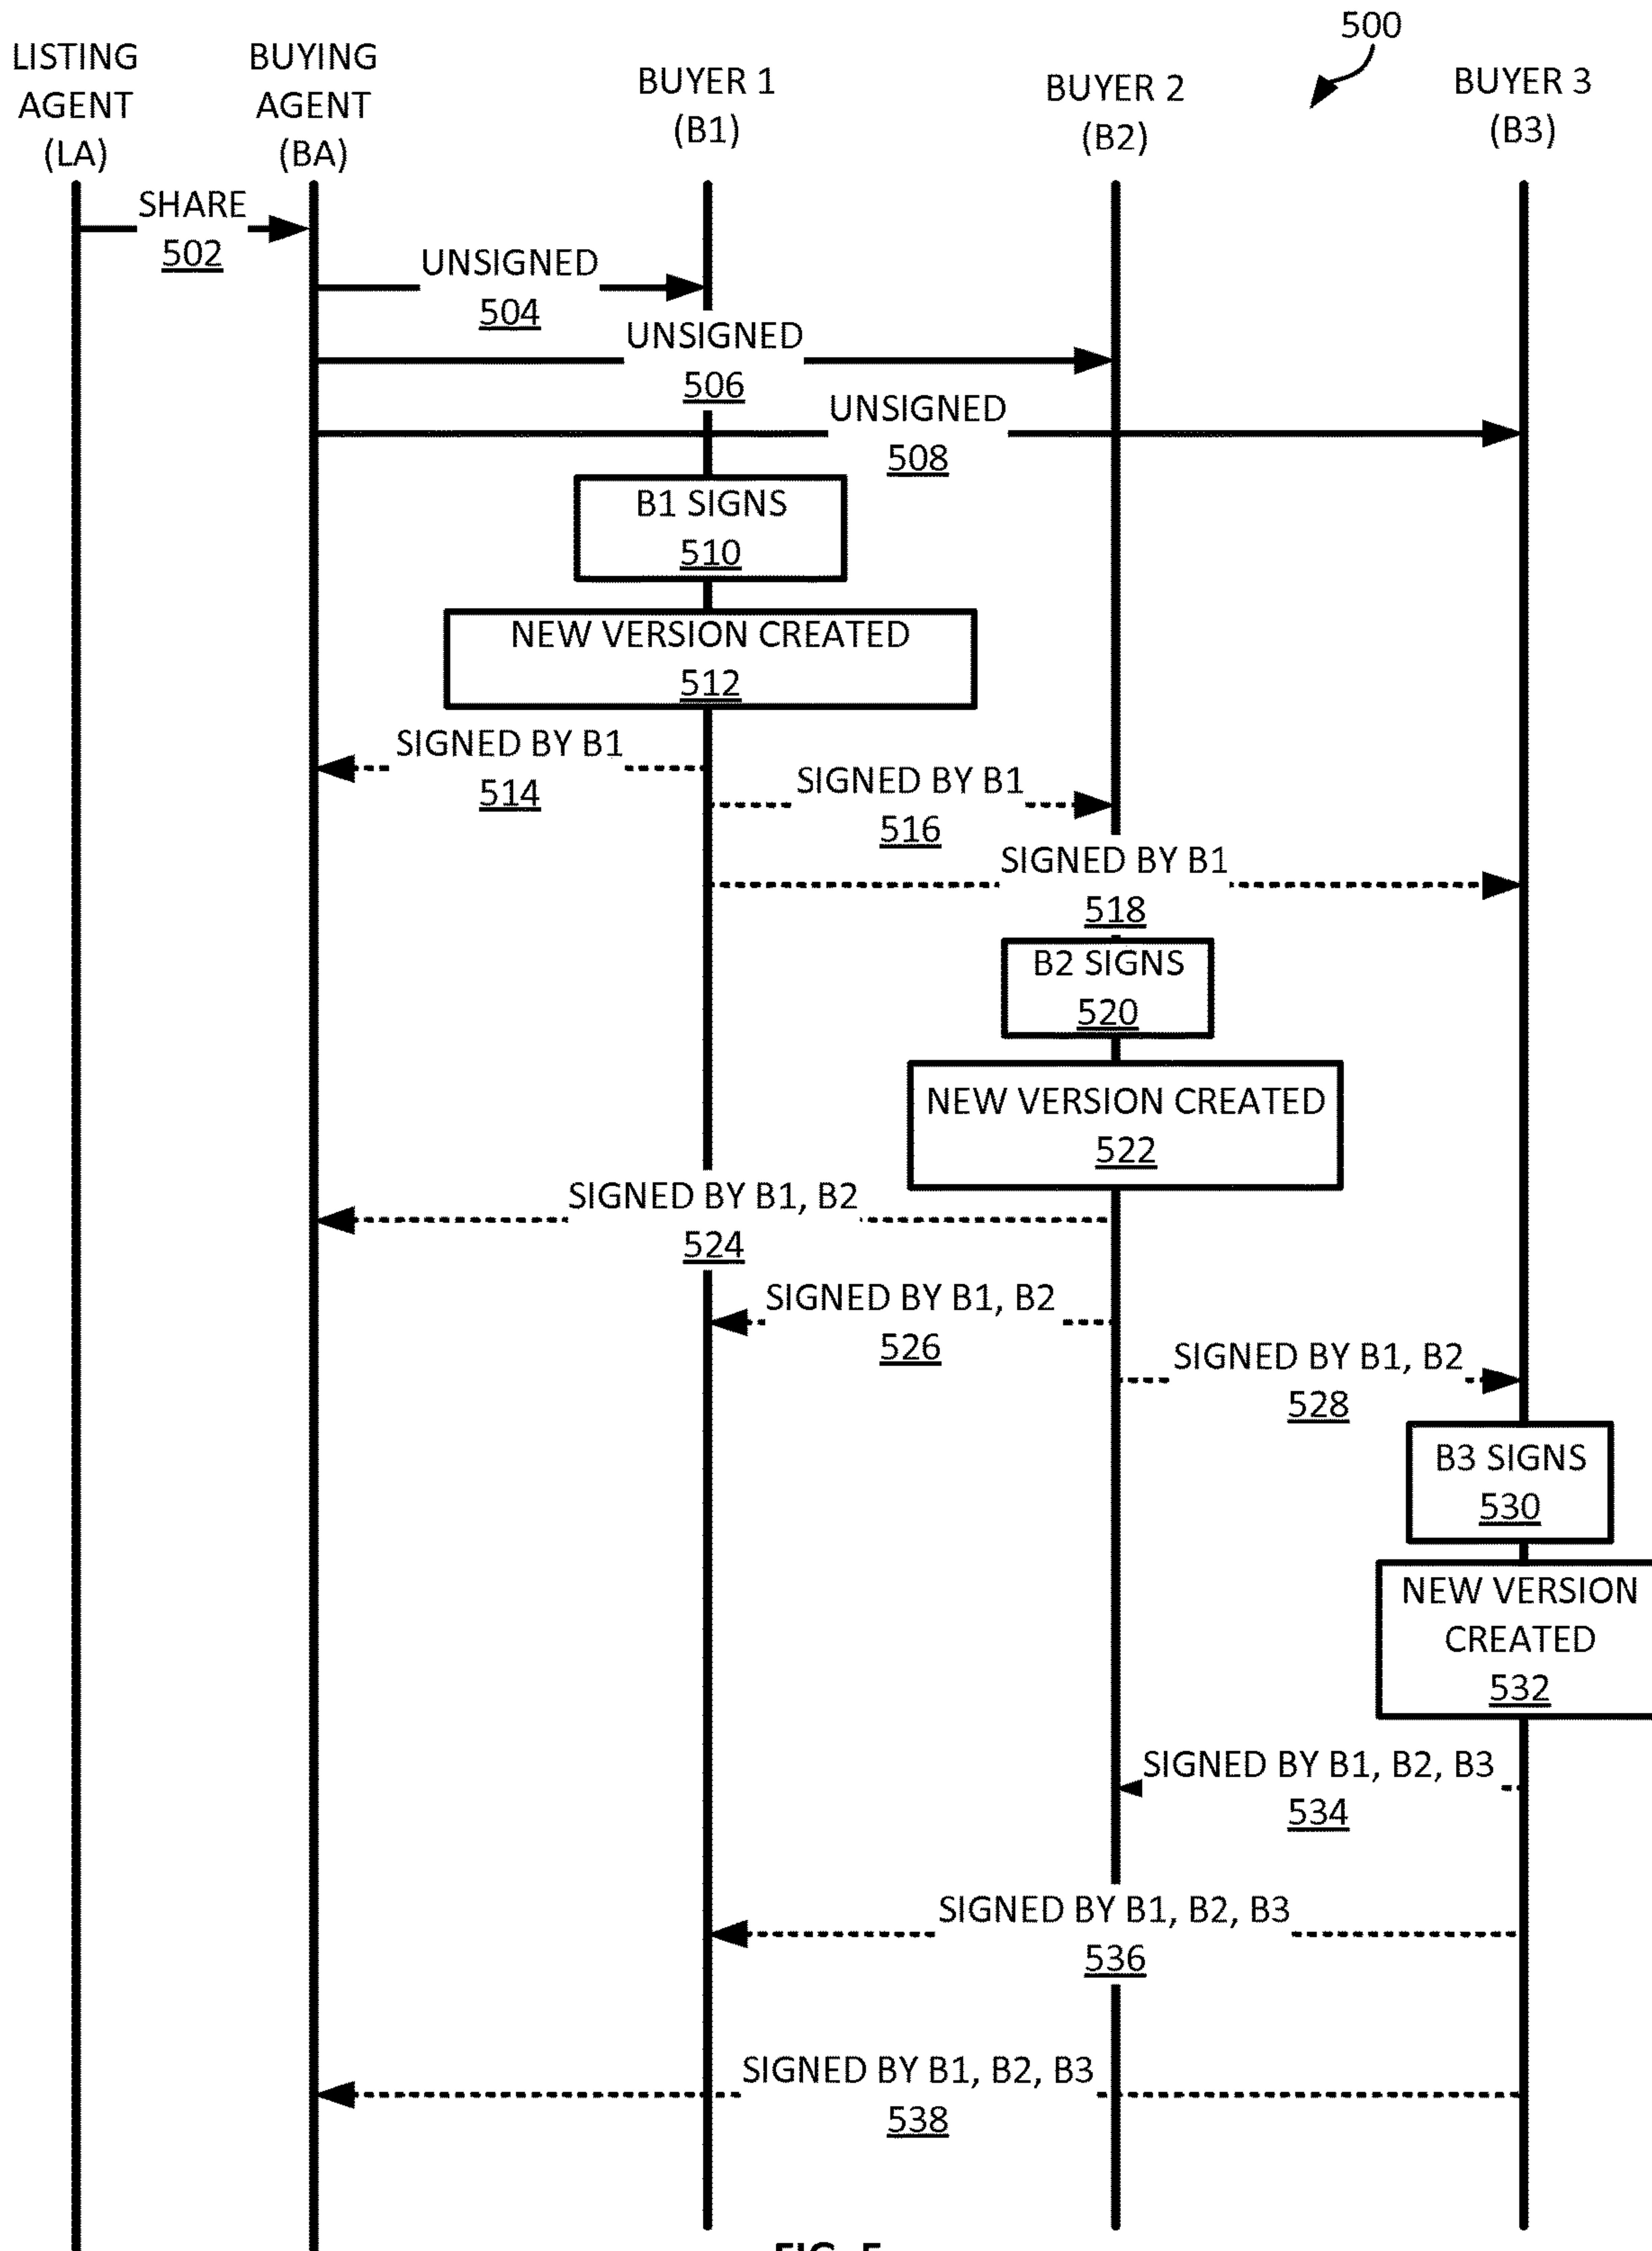 500
LISTING
AGENT
(LA)
BUYING
AGENT
(BA)
BUYER 1
(B1)
BUYER 2
(B2)
BUYER 3
(B3)
SHARE
502
UNSIGNED
504
UNSIGNED
506
UNSIGNED
508
B1 SIGNS
510
NEW VERSION CREATED
512
SIGNED BY B1
514
SIGNED BY B1
516
SIGNED BY B1
518
B2 SIGNS
520
NEW VERSION CREATED
522
SIGNED BY B1, B2
524
SIGNED BY B1, B2
526
SIGNED BY B1, B2
528
B3 SIGNS
530
NEW VERSION
CREATED
532
SIGNED BY B1, B2, B3
534
SIGNED BY B1, B2, B3
536
SIGNED BY B1, B2, B3
538